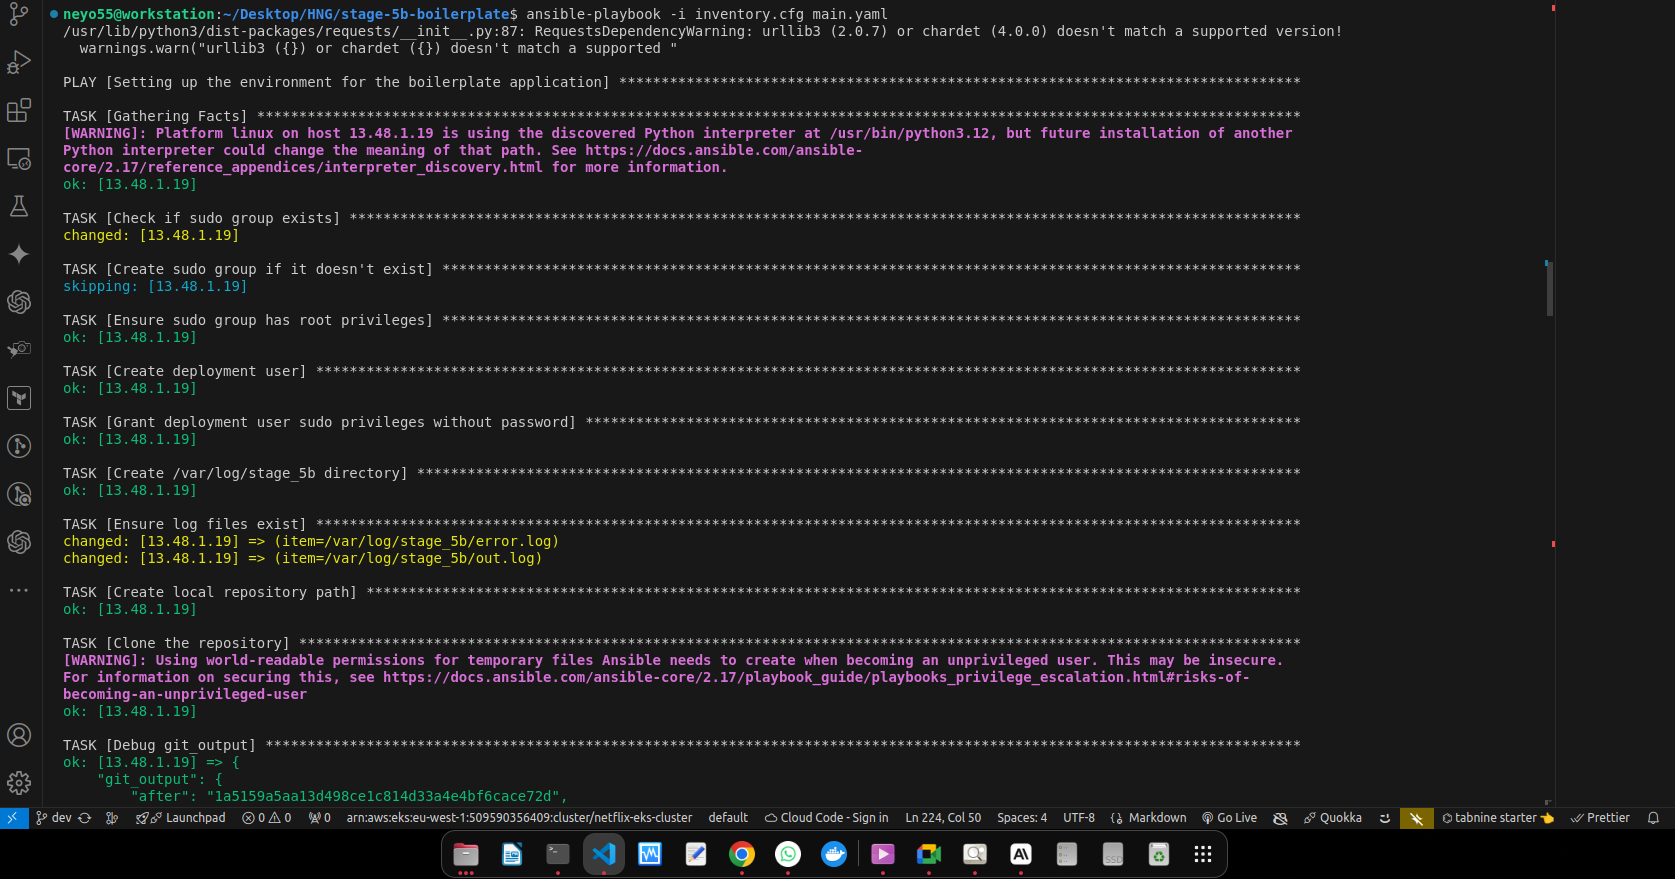 neyo55@workstation:~/Desktop/HNG/stage-5b-boilerplate$ ansible-playbook -i inventory.cfg main.yaml
/usr/lib/python3/dist-packages/requests/__init__.py:87: RequestsDependencyWarning: urllib3 (2.0.7) or chardet (4.0.0) doesn't match a supported version!
  warnings.warn("urllib3 ({}) or chardet ({}) doesn't match a supported "
PLAY [Setting up the environment for the boilerplate application] *********************************************************************************
TASK [Gathering Facts] ****************************************************************************************************************************
[WARNING]: Platform linux on host 13.48.1.19 is using the discovered Python interpreter at /usr/bin/python3.12, but future installation of another
Python interpreter could change the meaning of that path. See https://docs.ansible.com/ansible-
core/2.17/reference_appendices/interpreter_discovery.html for more information.
ok: [13.48.1.19]
TASK [Check if sudo group exists] *****************************************************************************************************************
changed: [13.48.1.19]
TASK [Create sudo group if it doesn't exist] ******************************************************************************************************
skipping: [13.48.1.19]
TASK [Ensure sudo group has root privileges] ******************************************************************************************************
ok: [13.48.1.19]
TASK [Create deployment user] *********************************************************************************************************************
ok: [13.48.1.19]
TASK [Grant deployment user sudo privileges without password] *************************************************************************************
ok: [13.48.1.19]
TASK [Create /var/log/stage_5b directory] *********************************************************************************************************
ok: [13.48.1.19]
TASK [Ensure log files exist] *********************************************************************************************************************
changed: [13.48.1.19] => (item=/var/log/stage_5b/error.log)
changed: [13.48.1.19] => (item=/var/log/stage_5b/out.log)
TASK [Create local repository path] ***************************************************************************************************************
ok: [13.48.1.19]
TASK [Clone the repository] ***********************************************************************************************************************
[WARNING]: Using world-readable permissions for temporary files Ansible needs to create when becoming an unprivileged user. This may be insecure.
For information on securing this, see https://docs.ansible.com/ansible-core/2.17/playbook_guide/playbooks_privilege_escalation.html#risks-of-
becoming-an-unprivileged-user
ok: [13.48.1.19]
TASK [Debug git_output] ***************************************************************************************************************************
ok: [13.48.1.19] => {
    "git_output": {
        "after": "1a5159a5aa13d498ce1c814d33a4e4bf6cace72d",
dev Launchpad 0 0 0 arn:aws:eks:eu-west-1:509590356409:cluster/netflix-eks-cluster default Cloud Code - Sign in Ln 224, Col 50 Spaces: 4 UTF-8 {} Markdown Go Live Quokka tabnine starter Prettier
AI SSD